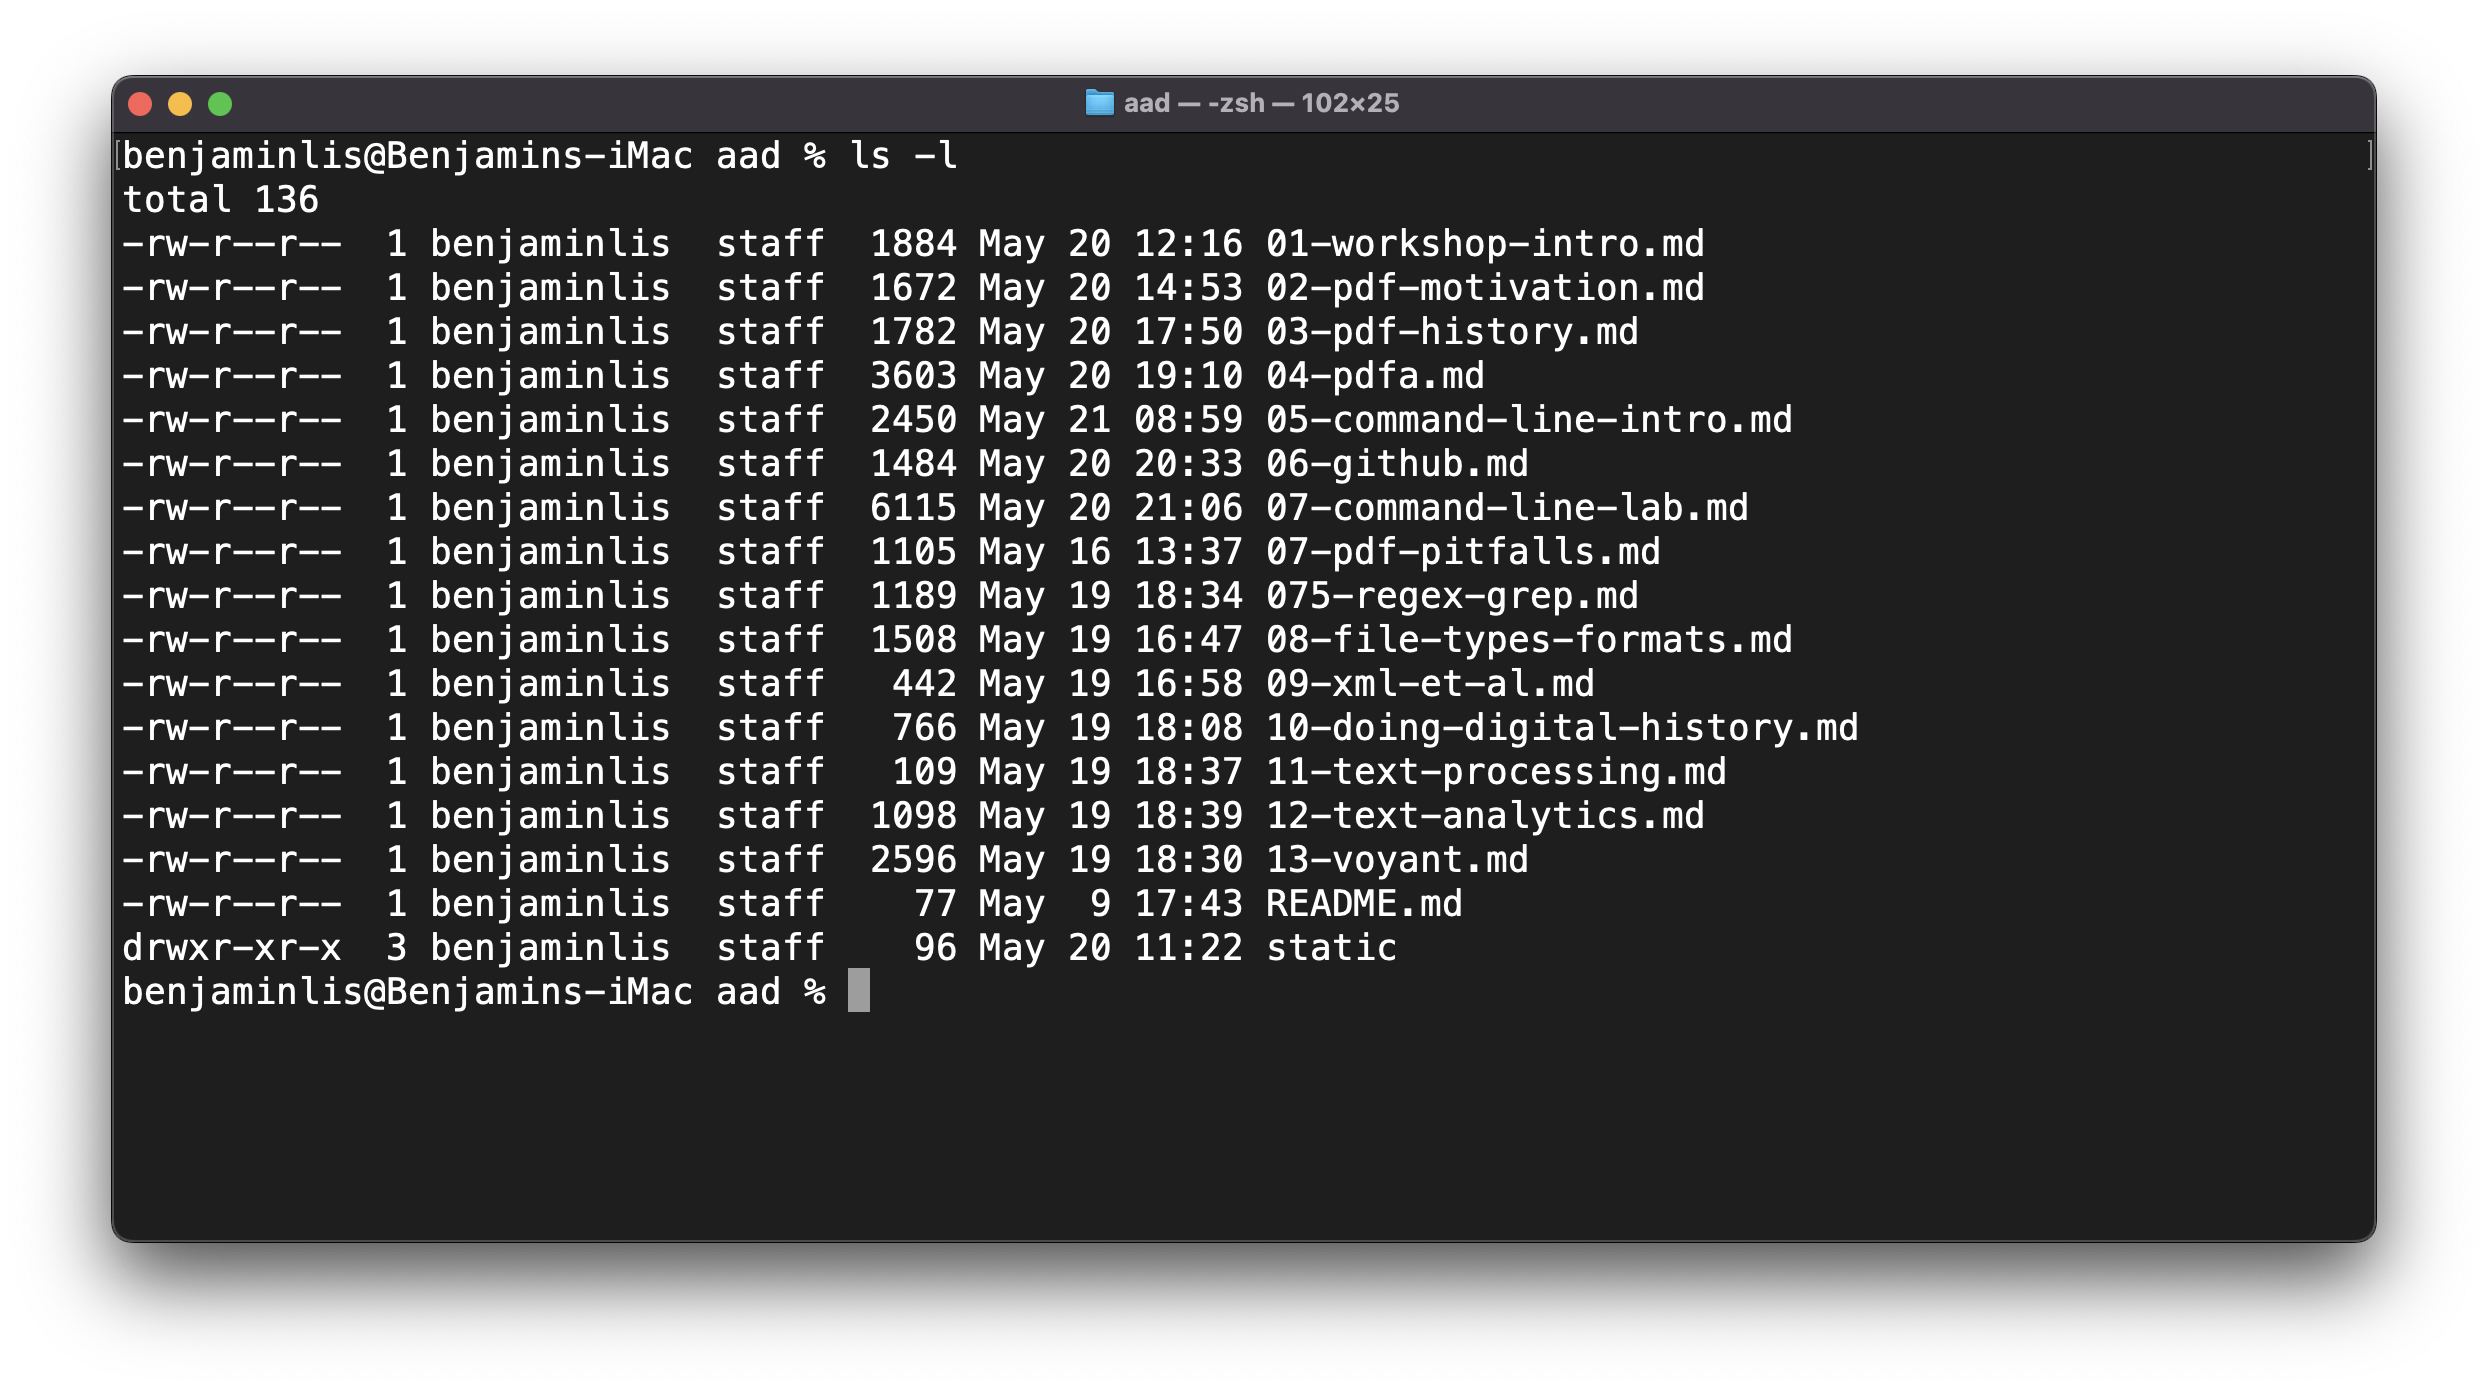 aad — -zsh — 102×25
benjaminlis@Benjamins-iMac aad % ls -l
total 136
-rw-r--r--  1 benjaminlis  staff  1884 May 20 12:16 01-workshop-intro.md
-rw-r--r--  1 benjaminlis  staff  1672 May 20 14:53 02-pdf-motivation.md
-rw-r--r--  1 benjaminlis  staff  1782 May 20 17:50 03-pdf-history.md
-rw-r--r--  1 benjaminlis  staff  3603 May 20 19:10 04-pdfa.md
-rw-r--r--  1 benjaminlis  staff  2450 May 21 08:59 05-command-line-intro.md
-rw-r--r--  1 benjaminlis  staff  1484 May 20 20:33 06-github.md
-rw-r--r--  1 benjaminlis  staff  6115 May 20 21:06 07-command-line-lab.md
-rw-r--r--  1 benjaminlis  staff  1105 May 16 13:37 07-pdf-pitfalls.md
-rw-r--r--  1 benjaminlis  staff  1189 May 19 18:34 075-regex-grep.md
-rw-r--r--  1 benjaminlis  staff  1508 May 19 16:47 08-file-types-formats.md
-rw-r--r--  1 benjaminlis  staff   442 May 19 16:58 09-xml-et-al.md
-rw-r--r--  1 benjaminlis  staff   766 May 19 18:08 10-doing-digital-history.md
-rw-r--r--  1 benjaminlis  staff   109 May 19 18:37 11-text-processing.md
-rw-r--r--  1 benjaminlis  staff  1098 May 19 18:39 12-text-analytics.md
-rw-r--r--  1 benjaminlis  staff  2596 May 19 18:30 13-voyant.md
-rw-r--r--  1 benjaminlis  staff    77 May  9 17:43 README.md
drwxr-xr-x  3 benjaminlis  staff    96 May 20 11:22 static
benjaminlis@Benjamins-iMac aad %